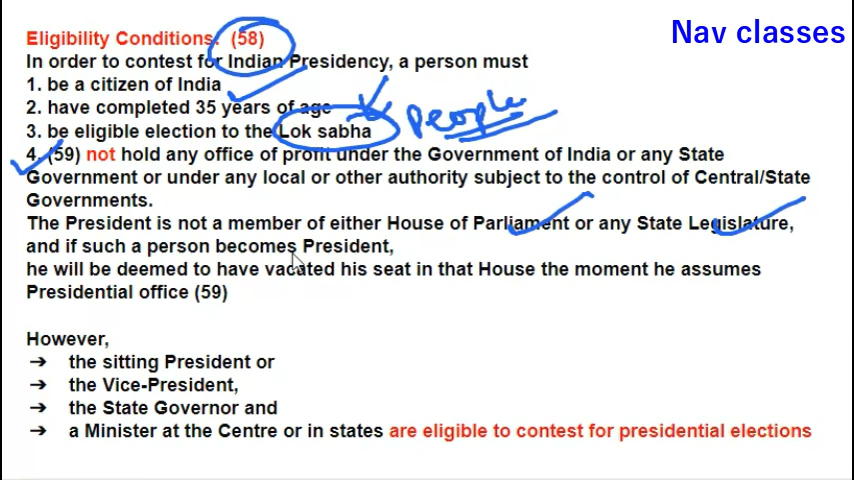 Nav classes
Eligibility Conditions: (58)
In order to contest for Indian Presidency, a person must
1. be a citizen of India
2. have completed 35 years of age
3. be eligible election to the Lok sabha
People
4. (59) not hold any office of profit under the Government of India or any State
Government or under any local or other authority subject to the control of Central/State
Governments.
The President is not a member of either House of Parliament or any State Legislature,
and if such a person becomes President,
he will be deemed to have vacated his seat in that House the moment he assumes
Presidential office (59)
However,
→ the sitting President or
→ the Vice-President,
→ the State Governor and
→ a Minister at the Centre or in states are eligible to contest for presidential elections